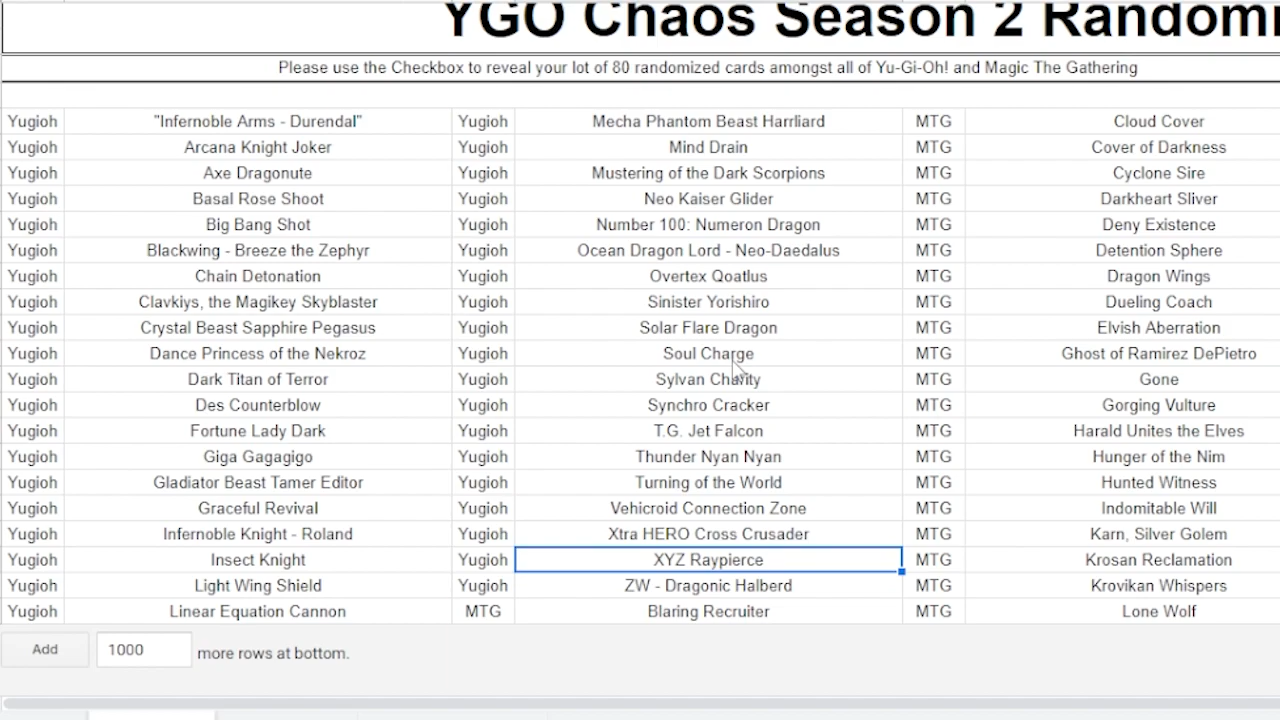 YGO Chaos Season 2 Randomi
Please use the Checkbox to reveal your lot of 80 randomized cards amongst all of Yu-Gi-Oh! and Magic The Gathering
Yugioh "Infernoble Arms - Durendal" Yugioh Mecha Phantom Beast Harrliard MTG Cloud Cover
Yugioh Arcana Knight Joker Yugioh Mind Drain MTG Cover of Darkness
Yugioh Axe Dragonute Yugioh Mustering of the Dark Scorpions MTG Cyclone Sire
Yugioh Basal Rose Shoot Yugioh Neo Kaiser Glider MTG Darkheart Sliver
Yugioh Big Bang Shot Yugioh Number 100: Numeron Dragon MTG Deny Existence
Yugioh Blackwing - Breeze the Zephyr Yugioh Ocean Dragon Lord - Neo-Daedalus MTG Detention Sphere
Yugioh Chain Detonation Yugioh Overtex Qoatlus MTG Dragon Wings
Yugioh Clavkiys, the Magikey Skyblaster Yugioh Sinister Yorishiro MTG Dueling Coach
Yugioh Crystal Beast Sapphire Pegasus Yugioh Solar Flare Dragon MTG Elvish Aberration
Yugioh Dance Princess of the Nekroz Yugioh Soul Charge MTG Ghost of Ramirez DePietro
Yugioh Dark Titan of Terror Yugioh Sylvan Charity MTG Gone
Yugioh Des Counterblow Yugioh Synchro Cracker MTG Gorging Vulture
Yugioh Fortune Lady Dark Yugioh T.G. Jet Falcon MTG Harald Unites the Elves
Yugioh Giga Gagagigo Yugioh Thunder Nyan Nyan MTG Hunger of the Nim
Yugioh Gladiator Beast Tamer Editor Yugioh Turning of the World MTG Hunted Witness
Yugioh Graceful Revival Yugioh Vehicroid Connection Zone MTG Indomitable Will
Yugioh Infernoble Knight - Roland Yugioh Xtra HERO Cross Crusader MTG Karn, Silver Golem
Yugioh Insect Knight Yugioh XYZ Raypierce MTG Krosan Reclamation
Yugioh Light Wing Shield Yugioh ZW - Dragonic Halberd MTG Krovikan Whispers
Yugioh Linear Equation Cannon MTG Blaring Recruiter MTG Lone Wolf
Add 1000 more rows at bottom.